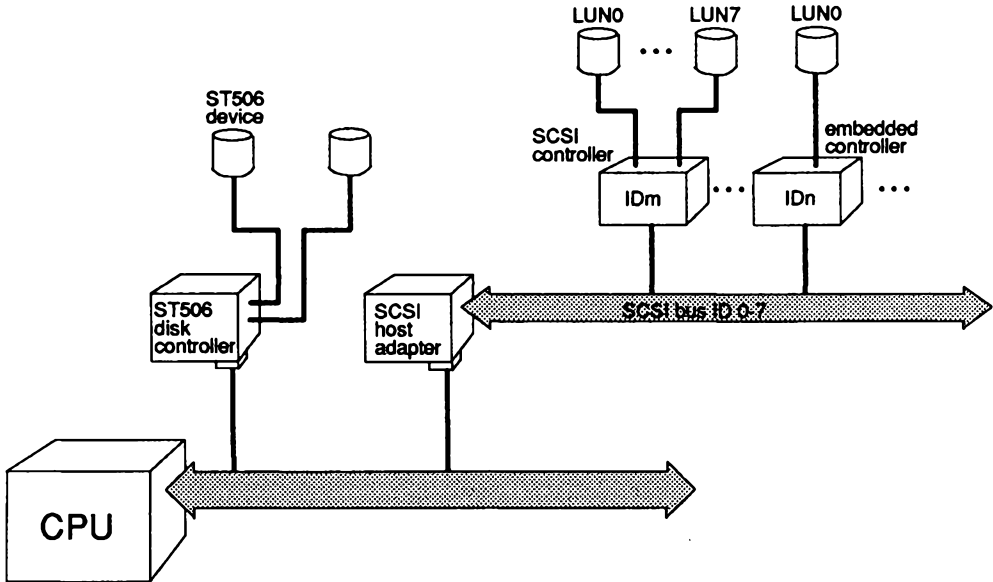 LUN0
LUN7
LUN0
ST506
device
SCSI
controller
embedded
controller
IDm
IDn
ST506
disk
controller
SCSI
host
adapter
SCSI bus ID 0-7
CPU